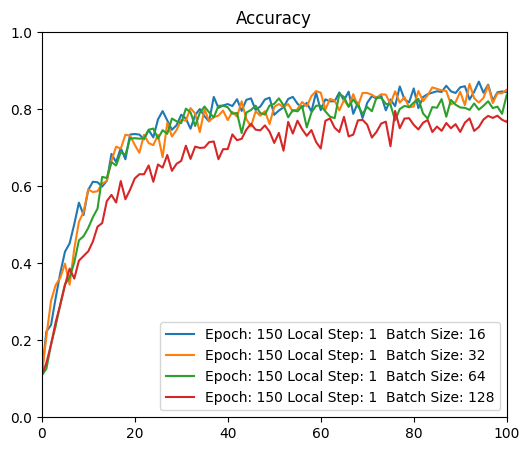 Accuracy
1.0
0.8
0.6
0.4
0.2
0.0
0 20 40 60 80 100
Epoch: 150 Local Step: 1  Batch Size: 16
Epoch: 150 Local Step: 1  Batch Size: 32
Epoch: 150 Local Step: 1  Batch Size: 64
Epoch: 150 Local Step: 1  Batch Size: 128